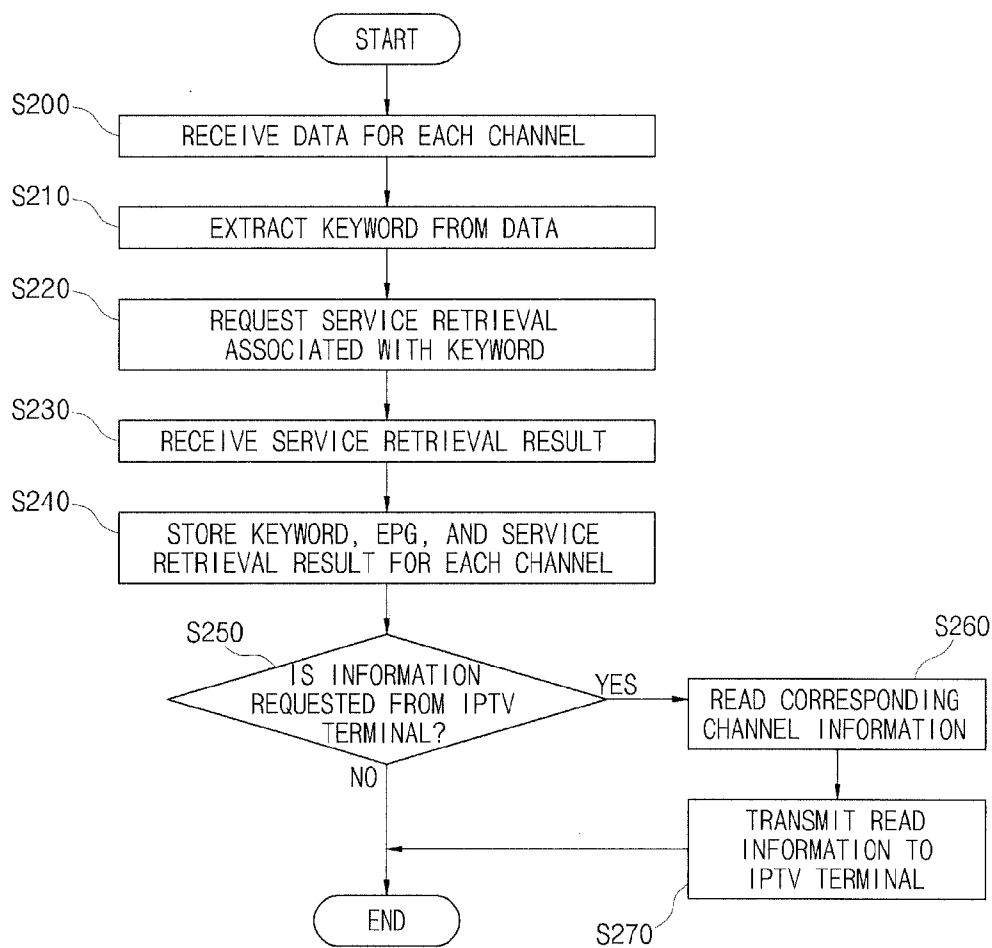 START
S200
RECEIVE DATA FOR EACH CHANNEL
S210
EXTRACT KEYWORD FROM DATA
S220
REQUEST SERVICE RETRIEVAL
ASSOCIATED WITH KEYWORD
S230
RECEIVE SERVICE RETRIEVAL RESULT
S240
STORE KEYWORD, EPG, AND SERVICE
RETRIEVAL RESULT FOR EACH CHANNEL
S250
IS INFORMATION
REQUESTED FROM IPTV
TERMINAL?
YES
NO
S260
READ CORRESPONDING
CHANNEL INFORMATION
TRANSMIT READ
INFORMATION TO
IPTV TERMINAL
S270
END